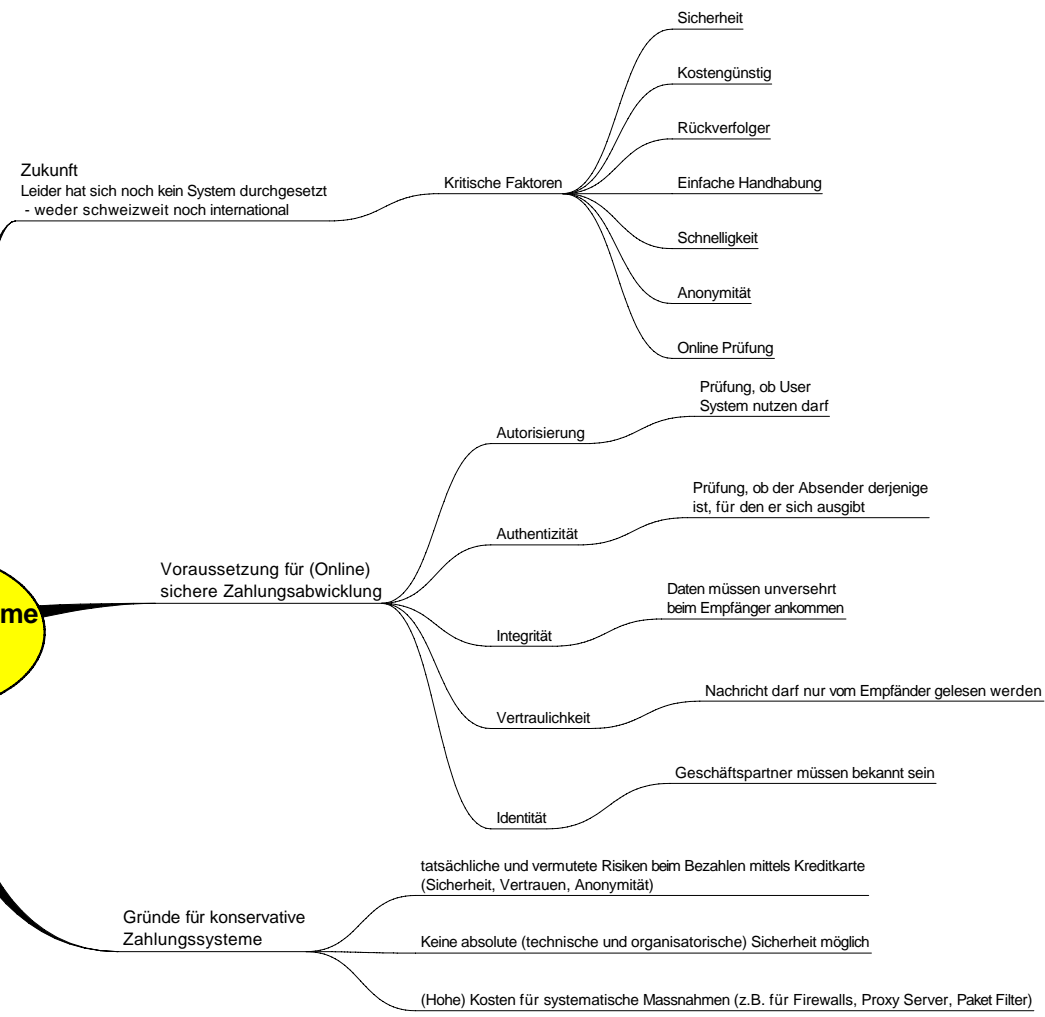 Zukunft
Leider hat sich noch kein System durchgesetzt
- weder schweizweit noch international
Kritische Faktoren
Sicherheit
Kostengünstig
Rückverfolger
Einfache Handhabung
Schnelligkeit
Anonymität
Online Prüfung
me
Voraussetzung für (Online)
sichere Zahlungsabwicklung
Autorisierung
Prüfung, ob User
System nutzen darf
Authentizität
Prüfung, ob der Absender derjenige
ist, für den er sich ausgibt
Integrität
Daten müssen unversehrt
beim Empfänger ankommen
Vertraulichkeit
Nachricht darf nur vom Empfänder gelesen werden
Identität
Geschäftspartner müssen bekannt sein
Gründe für konservative
Zahlungssysteme
tatsächliche und vermutete Risiken beim Bezahlen mittels Kreditkarte
(Sicherheit, Vertrauen, Anonymität)
Keine absolute (technische und organisatorische) Sicherheit möglich
(Hohe) Kosten für systematische Massnahmen (z.B. für Firewalls, Proxy Server, Paket Filter)